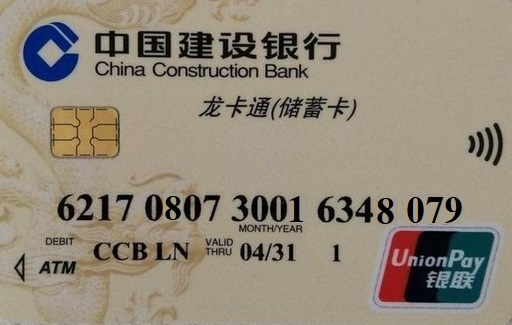 中国建设银行
China Construction Bank
龙卡通(储蓄卡)
6217 0807 3001 6348 079
MONTH/YEAR
DEBIT CCB LN VALID THRU 04/31 1
ATM
UnionPay
银联